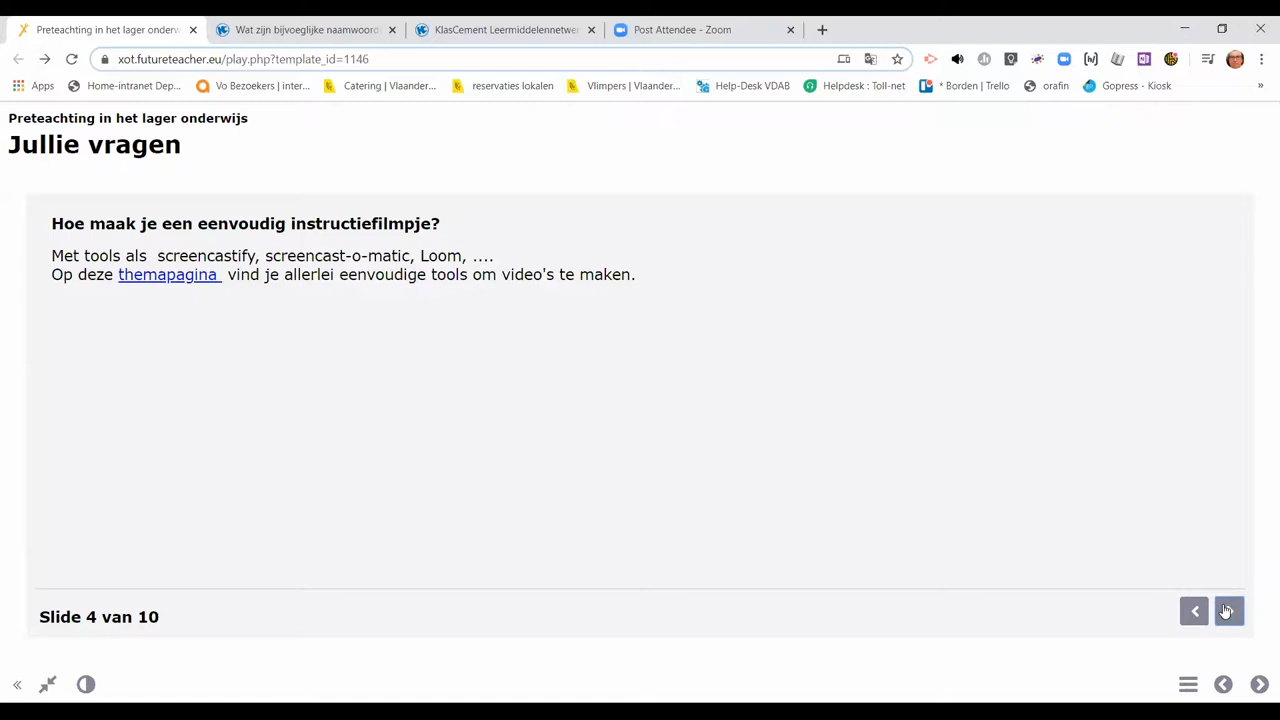 Preteachting in het lager onderw
Wat zijn bijvoeglijke naamwoord
KlasCement Leermiddelennetwer
Post Attendee - Zoom
xot.futureteacher.eu/play.php?template_id=1146
Apps
Home-intranet Dep...
Vo Bezoekers | inter...
Catering | Vlaander...
reservaties lokalen
Vlimpers | Vlaander...
Help-Desk VDAB
Helpdesk : Toll-net
* Borden | Trello
orafin
Gopress - Kiosk
Preteachting in het lager onderwijs
Jullie vragen
Hoe maak je een eenvoudig instructiefilmpje?
Met tools als screencastify, screencast-o-matic, Loom, ....
Op deze themapagina vind je allerlei eenvoudige tools om video's te maken.
Slide 4 van 10